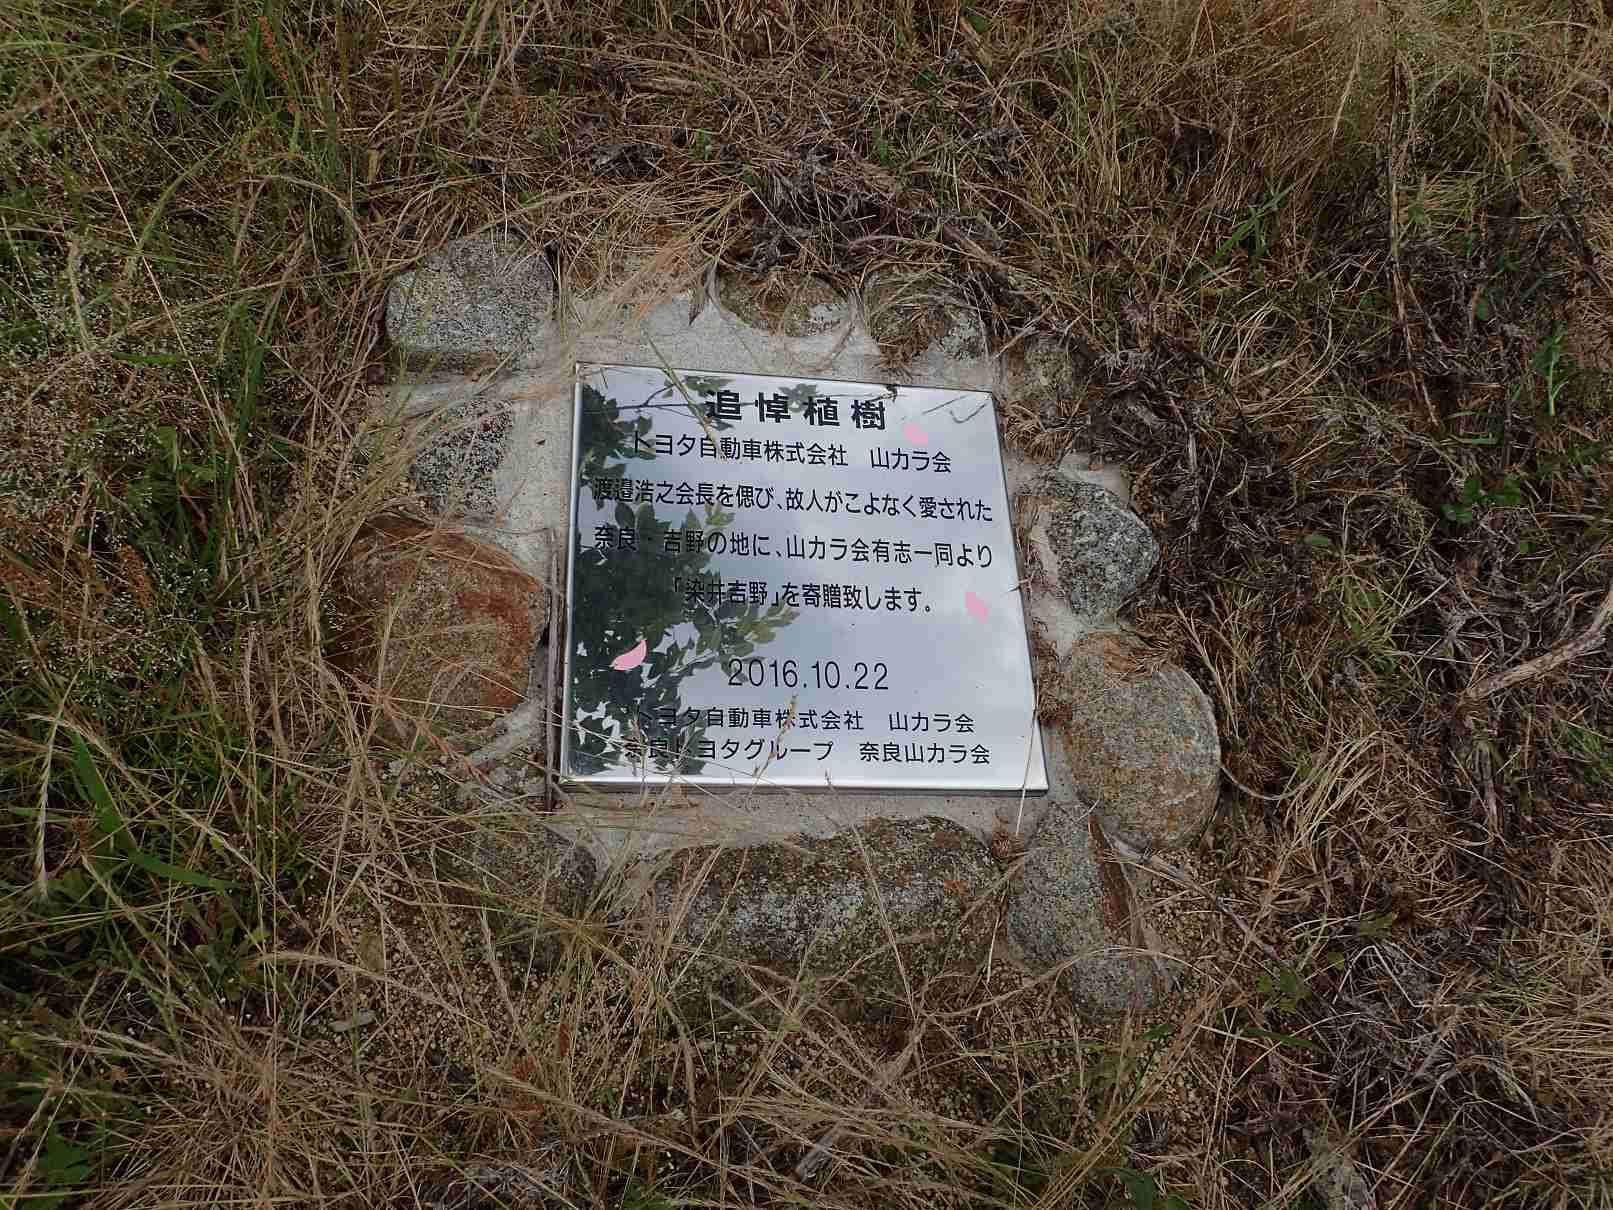 追悼植樹
トヨタ自動車株式会社　山カラ会
渡邉浩之会長を偲び、故人がこよなく愛された
奈良・吉野の地に、山カラ会有志一同より
「染井吉野」を寄贈致します。
2016.10.22
トヨタ自動車株式会社　山カラ会
奈良トヨタグループ　奈良山カラ会